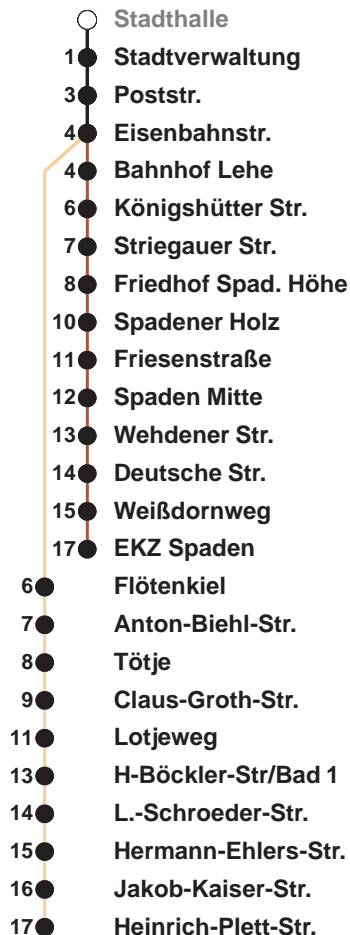 Stadthalle
1 Stadtverwaltung
3 Poststr.
4 Eisenbahnstr.
4 Bahnhof Lehe
6 Königshütter Str.
7 Striegauer Str.
8 Friedhof Spad. Höhe
10 Spadener Holz
11 Friesenstraße
12 Spaden Mitte
13 Wehdener Str.
14 Deutsche Str.
15 Weißdornweg
17 EKZ Spaden
6 Flötenkiel
7 Anton-Biehl-Str.
8 Tötje
9 Claus-Groth-Str.
11 Lotjeweg
13 H-Böckler-Str/Bad 1
14 L.-Schroeder-Str.
15 Hermann-Ehlers-Str.
16 Jakob-Kaiser-Str.
17 Heinrich-Plett-Str.